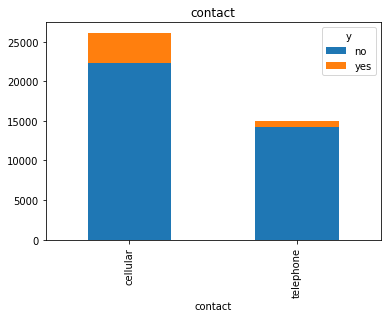 contact
y
no
yes
25000
20000
15000
10000
5000
0
cellular
telephone
contact